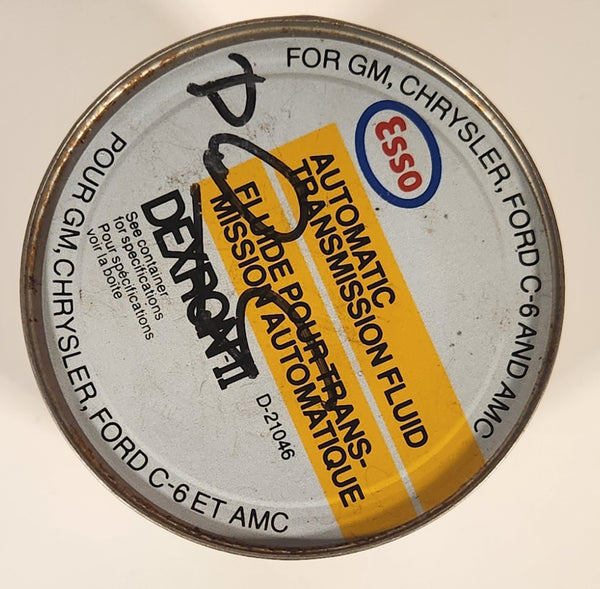 FOR GM, CHRYSLER, FORD C-6 AND AMC
ESSO
AUTOMATIC
TRANSMISSION FLUID
FLUIDE POUR TRANS-
MISSION AUTOMATIQUE
DEXRON-II
D-21046
See container
for specifications
Pour spécifications
voir la boîte
POUR GM, CHRYSLER, FORD C-6 ET AMC